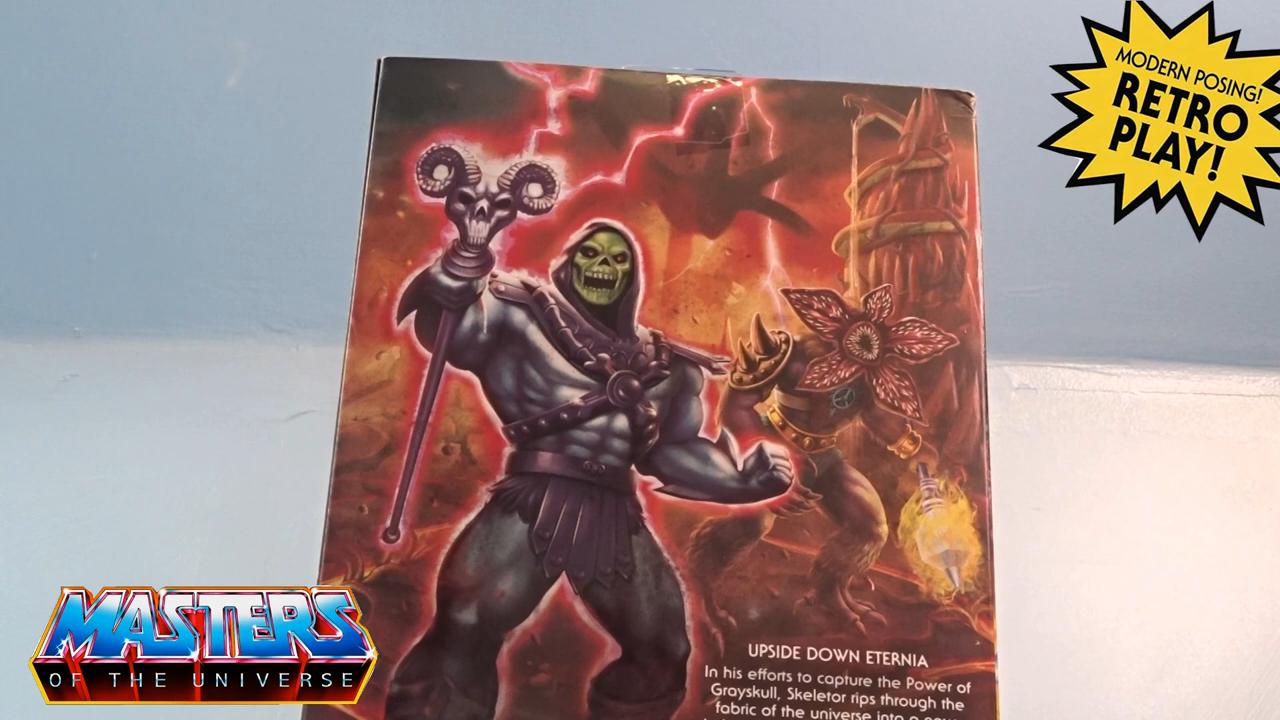 MODERN POSING!
RETRO
PLAY!
MASTERS
OF THE UNIVERSE
UPSIDE DOWN ETERNIA
In his efforts to capture the Power of
Grayskull, Skeletor rips through the
fabric of the universe into a